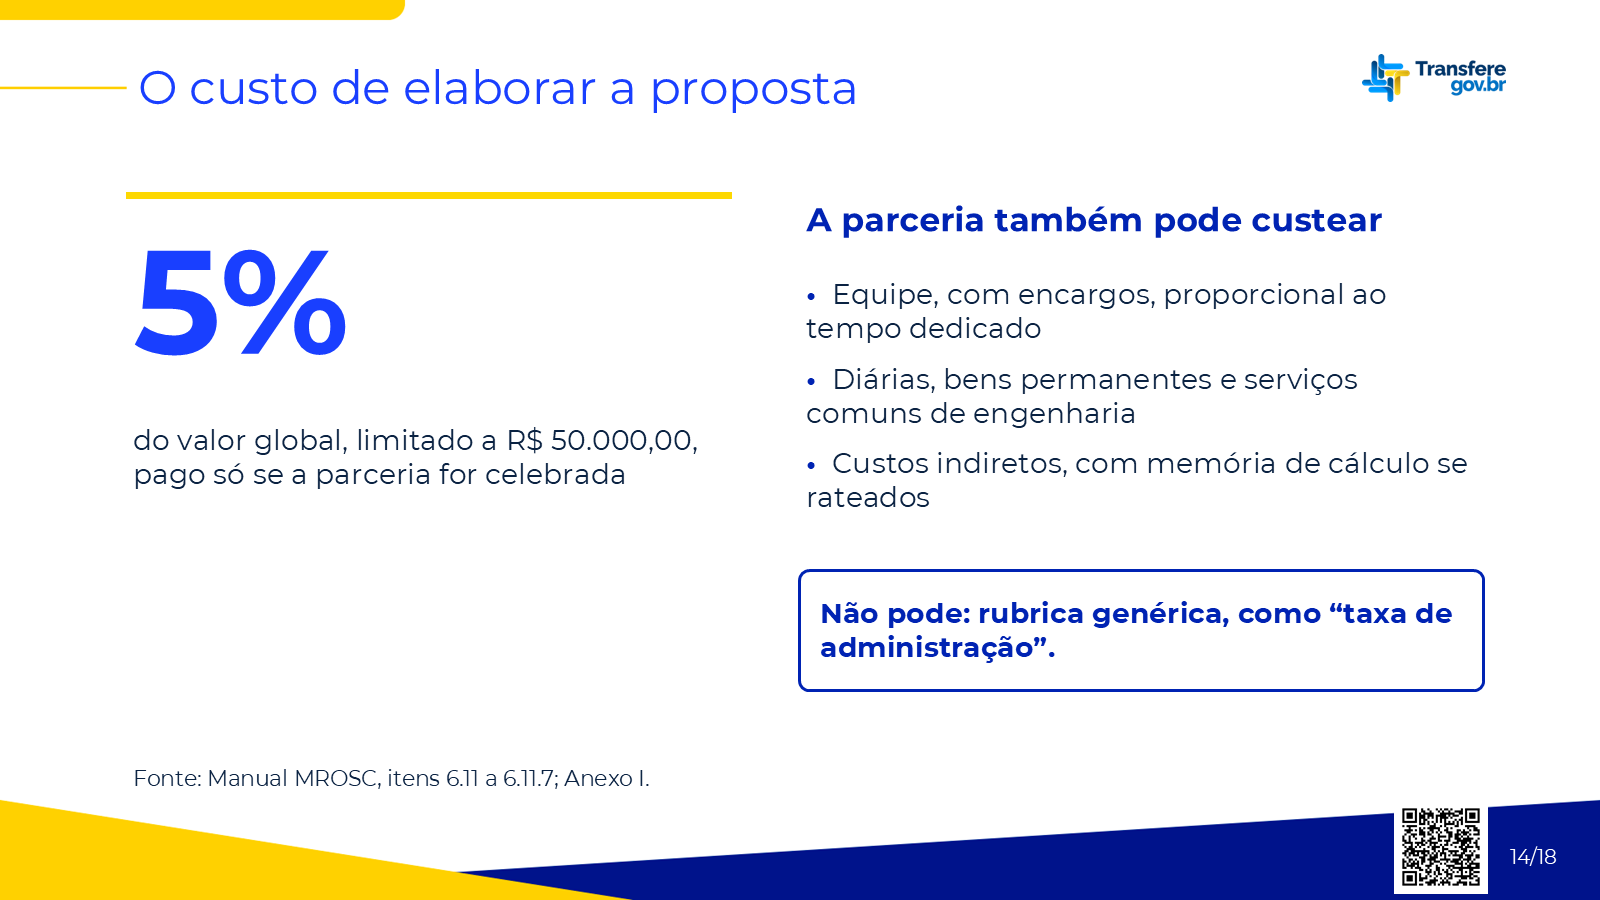 O custo de elaborar a proposta
Transfere
gov.br
5%
do valor global, limitado a R$ 50.000,00,
pago só se a parceria for celebrada
A parceria também pode custear
• Equipe, com encargos, proporcional ao
tempo dedicado
• Diárias, bens permanentes e serviços
comuns de engenharia
• Custos indiretos, com memória de cálculo se
rateados
Não pode: rubrica genérica, como “taxa de
administração”.
Fonte: Manual MROSC, itens 6.11 a 6.11.7; Anexo I.
14/18